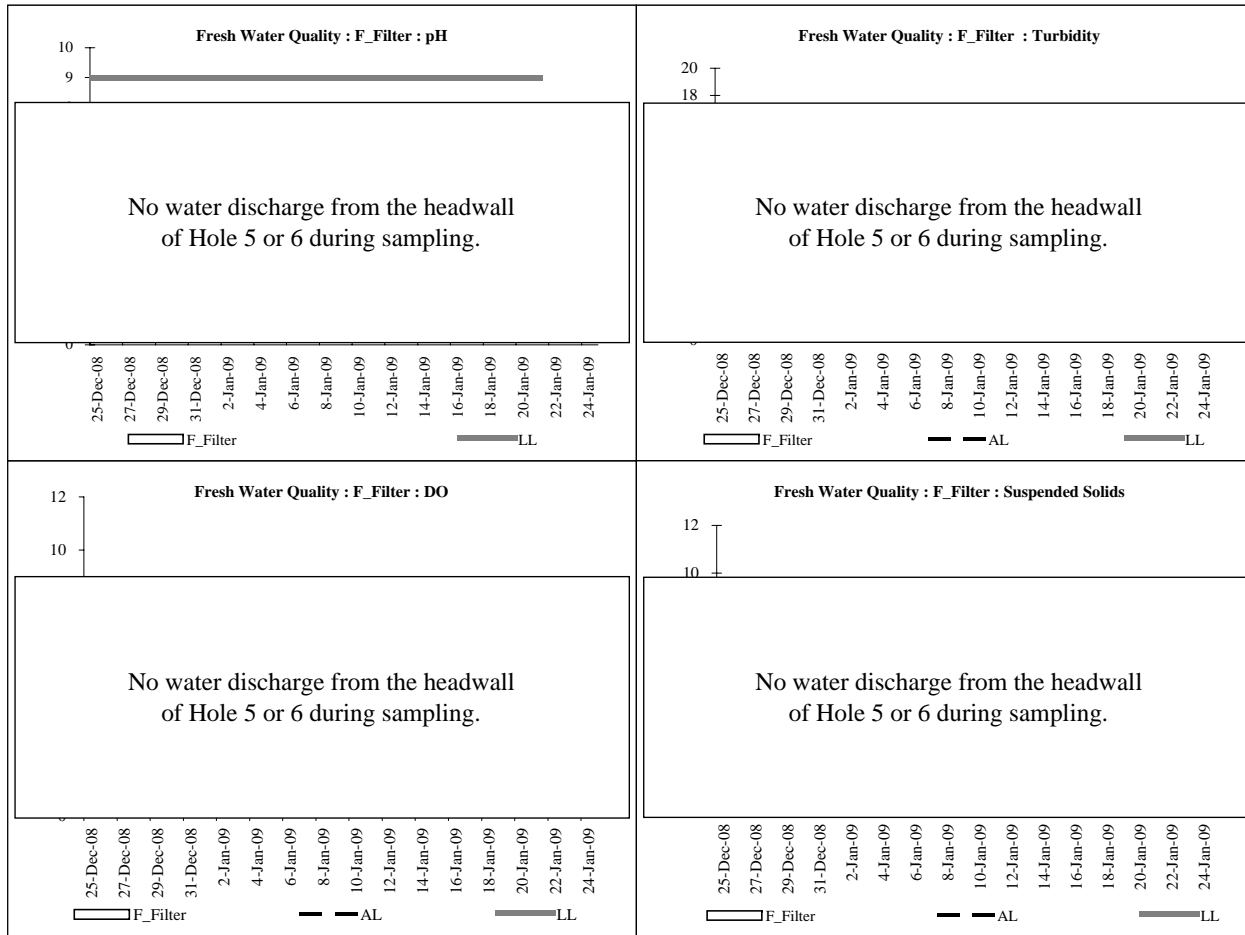 Fresh Water Quality : F_Filter : pH
10
9
No water discharge from the headwall
of Hole 5 or 6 during sampling.
25-Dec-08
27-Dec-08
29-Dec-08
31-Dec-08
2-Jan-09
4-Jan-09
6-Jan-09
8-Jan-09
10-Jan-09
12-Jan-09
14-Jan-09
16-Jan-09
18-Jan-09
20-Jan-09
22-Jan-09
24-Jan-09
F_Filter LL
Fresh Water Quality : F_Filter : Turbidity
20
18
No water discharge from the headwall
of Hole 5 or 6 during sampling.
25-Dec-08
27-Dec-08
29-Dec-08
31-Dec-08
2-Jan-09
4-Jan-09
6-Jan-09
8-Jan-09
10-Jan-09
12-Jan-09
14-Jan-09
16-Jan-09
18-Jan-09
20-Jan-09
22-Jan-09
24-Jan-09
F_Filter AL LL
Fresh Water Quality : F_Filter : DO
12
10
No water discharge from the headwall
of Hole 5 or 6 during sampling.
25-Dec-08
27-Dec-08
29-Dec-08
31-Dec-08
2-Jan-09
4-Jan-09
6-Jan-09
8-Jan-09
10-Jan-09
12-Jan-09
14-Jan-09
16-Jan-09
18-Jan-09
20-Jan-09
22-Jan-09
24-Jan-09
F_Filter AL LL
Fresh Water Quality : F_Filter : Suspended Solids
12
10
No water discharge from the headwall
of Hole 5 or 6 during sampling.
25-Dec-08
27-Dec-08
29-Dec-08
31-Dec-08
2-Jan-09
4-Jan-09
6-Jan-09
8-Jan-09
10-Jan-09
12-Jan-09
14-Jan-09
16-Jan-09
18-Jan-09
20-Jan-09
22-Jan-09
24-Jan-09
F_Filter AL LL